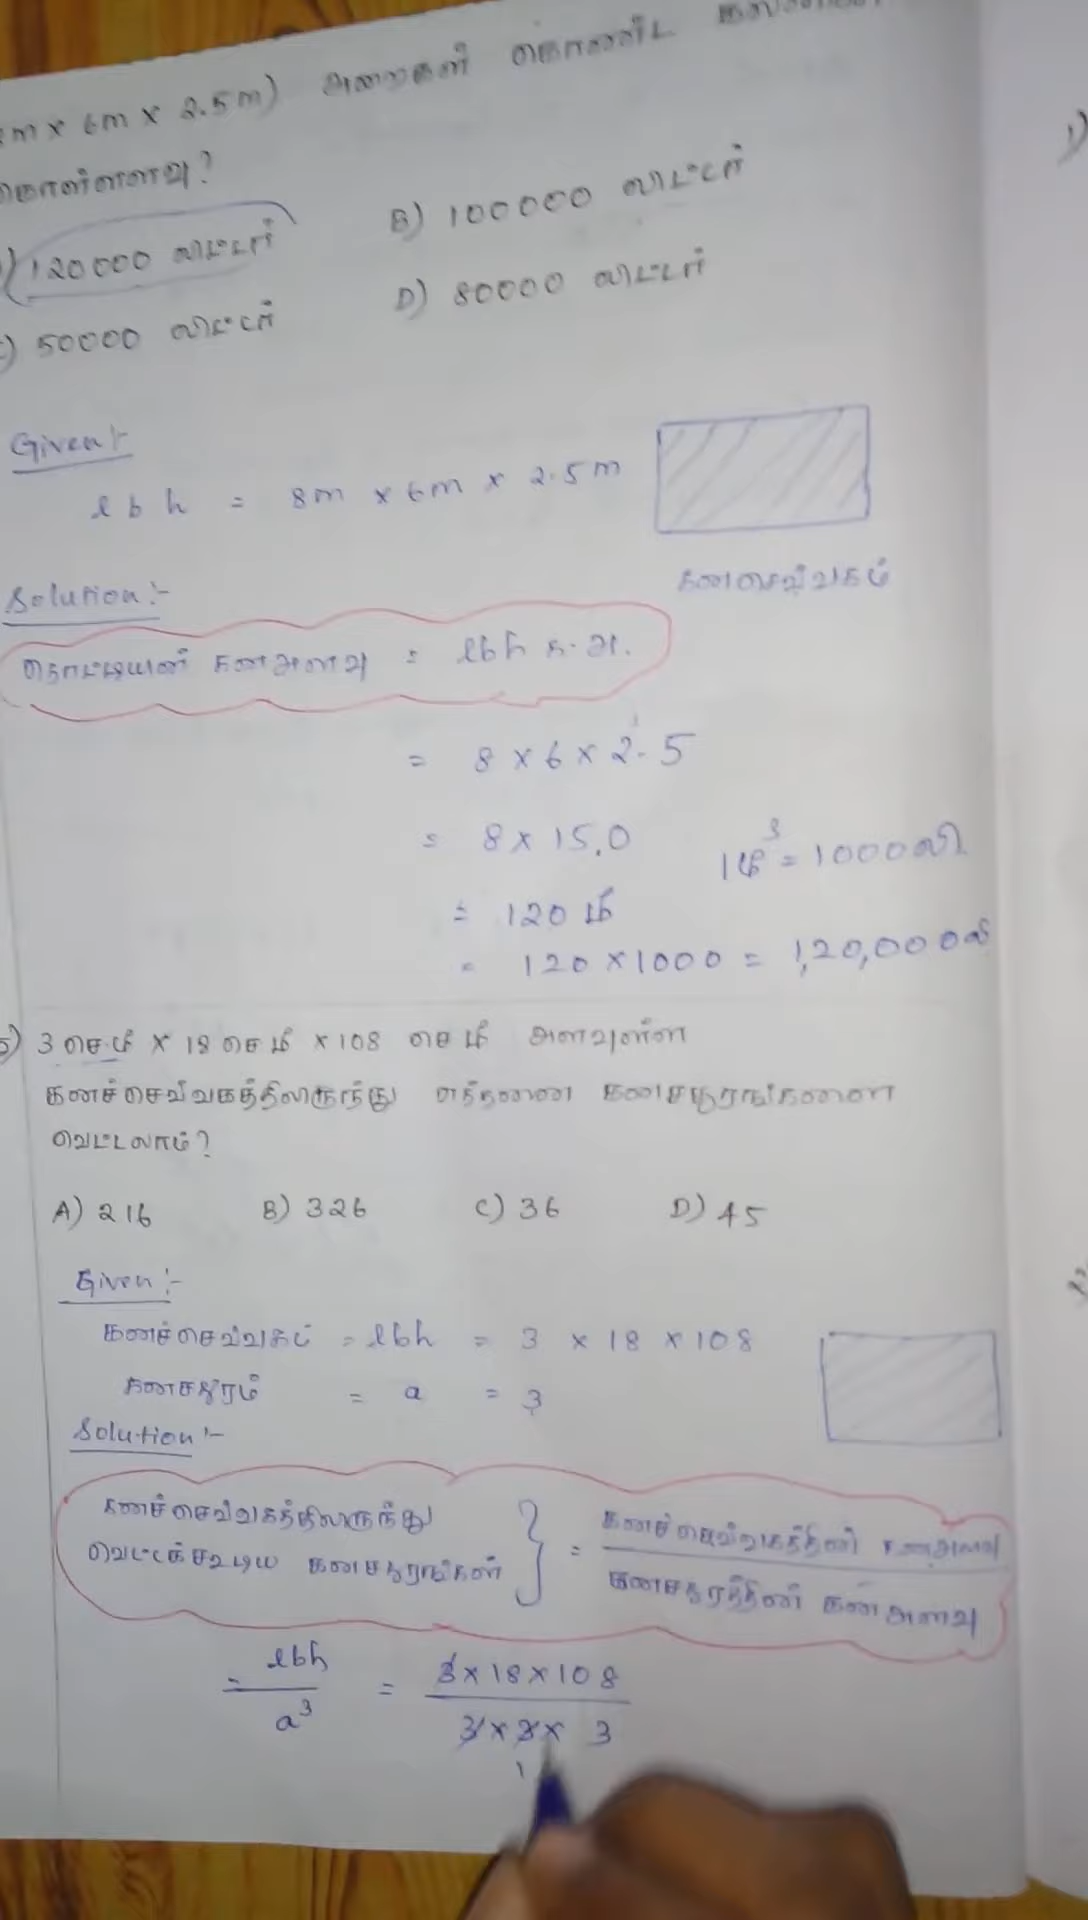 m x 6m x 2.5m) அறைகள் கொண்ட
கொள்ளளவு?
120000 லிட்டர் B) 100000 லிட்டர்
) 50000 லிட்டர் D) 80000 லிட்டர்
Given:-
l b h = 8m x 6m x 2.5m
கனசெவ்வகம்
Solution:-
தொட்டியின் கனஅளவு = lbh க.அ.
= 8 x 6 x 2.5
= 8 x 15.0 1மீ³ = 1000லி
= 120 மீ
= 120 x 1000 = 1,20,000லி
5) 3 செ.மீ x 18 செ மீ x 108 செ மீ அளவுள்ள
கனச்செவ்வகத்திலிருந்து எத்தனை கனசதுரங்களை
வெட்டலாம்?
A) 216 B) 326 C) 36 D) 45
Given:-
கனச்செவ்வகம் = lbh = 3 x 18 x 108
கனசதுரம் = a = 3
Solution:-
கனச்செவ்வகத்திலிருந்து வெட்டக்கூடிய கனசதுரங்கள் } = கனச்செவ்வகத்தின் கனஅளவு / கனசதுரத்தின் கனஅளவு
= lbh / a³ = 3 x 18 x 108 / 3 x 3 x 3
1
1)